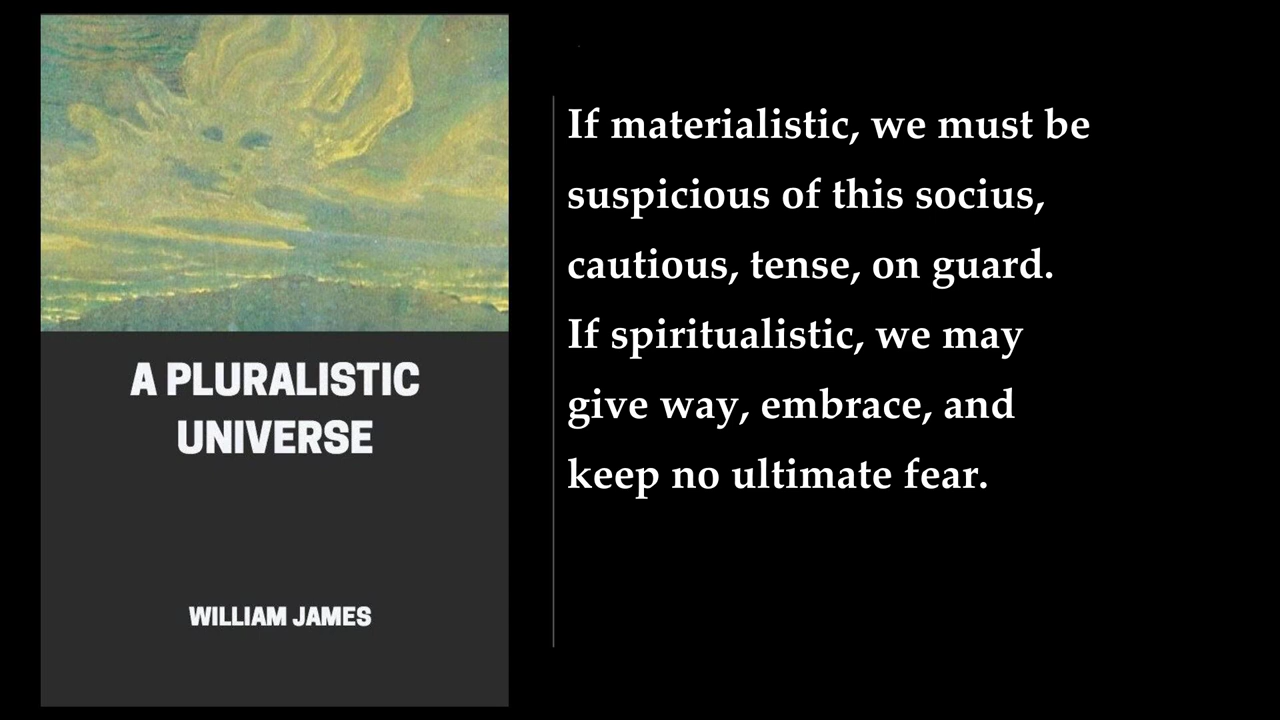 A PLURALISTIC
UNIVERSE
WILLIAM JAMES
If materialistic, we must be
suspicious of this socius,
cautious, tense, on guard.
If spiritualistic, we may
give way, embrace, and
keep no ultimate fear.